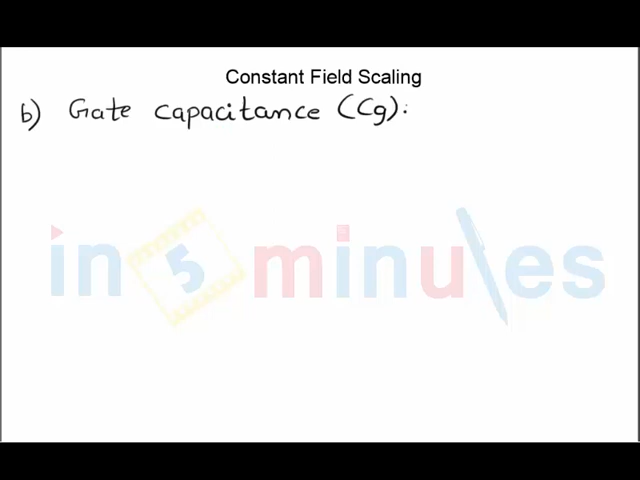 Constant Field Scaling
b) Gate capacitance (Cg):
in 5 minutes